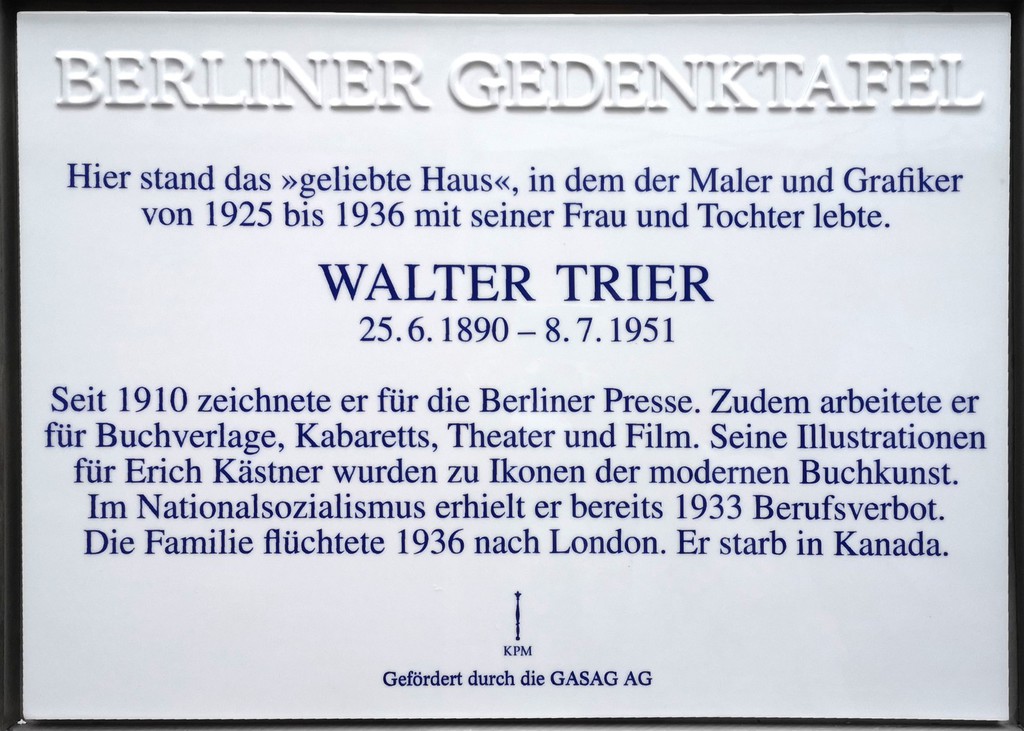 BERLINER GEDENKTAFEL
Hier stand das »geliebte Haus«, in dem der Maler und Grafiker
von 1925 bis 1936 mit seiner Frau und Tochter lebte.
WALTER TRIER
25. 6. 1890 – 8. 7. 1951
Seit 1910 zeichnete er für die Berliner Presse. Zudem arbeitete er
für Buchverlage, Kabaretts, Theater und Film. Seine Illustrationen
für Erich Kästner wurden zu Ikonen der modernen Buchkunst.
Im Nationalsozialismus erhielt er bereits 1933 Berufsverbot.
Die Familie flüchtete 1936 nach London. Er starb in Kanada.
KPM
Gefördert durch die GASAG AG